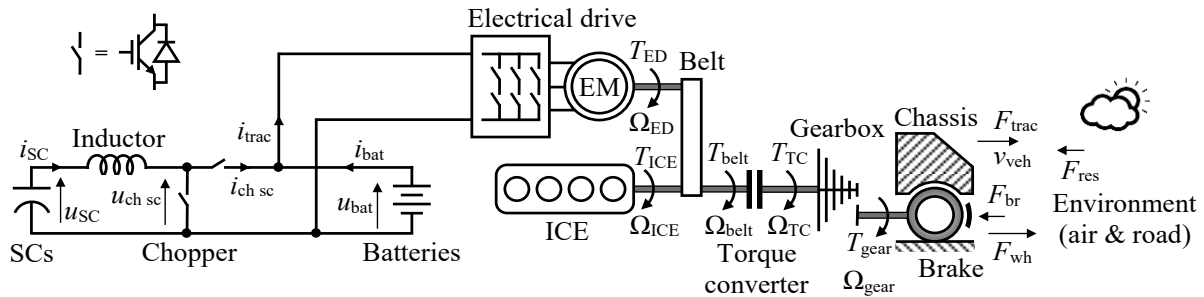 Electrical drive
=
EM
T_ED
Ω_ED
Belt
Inductor
i_SC
u_SC
u_ch sc
i_ch sc
i_trac
i_bat
u_bat
SCs
Chopper
Batteries
ICE
T_ICE
Ω_ICE
T_belt
Ω_belt
Torque
converter
T_TC
Ω_TC
Gearbox
T_gear
Ω_gear
Chassis
F_trac
v_veh
F_res
F_br
F_wh
Brake
Environment
(air & road)